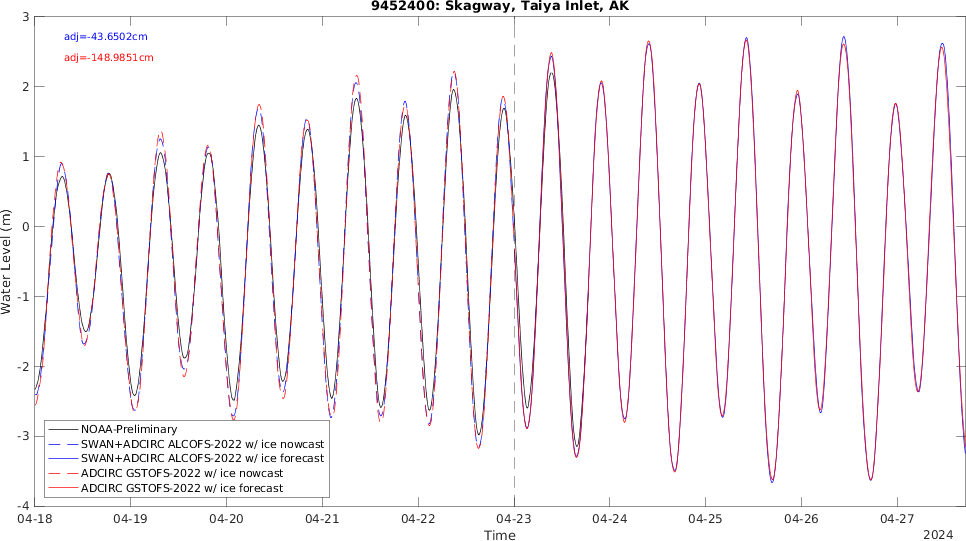 9452400: Skagway, Taiya Inlet, AK
3
adj=-43.6502cm
adj=-148.9851cm
2
1
0
-1
-2
-3
-4
Water Level (m)
NOAA-Preliminary
SWAN+ADCIRC ALCOFS-2022 w/ ice nowcast
SWAN+ADCIRC ALCOFS-2022 w/ ice forecast
ADCIRC GSTOFS-2022 w/ ice nowcast
ADCIRC GSTOFS-2022 w/ ice forecast
04-18 04-19 04-20 04-21 04-22 04-23 04-24 04-25 04-26 04-27
Time
2024